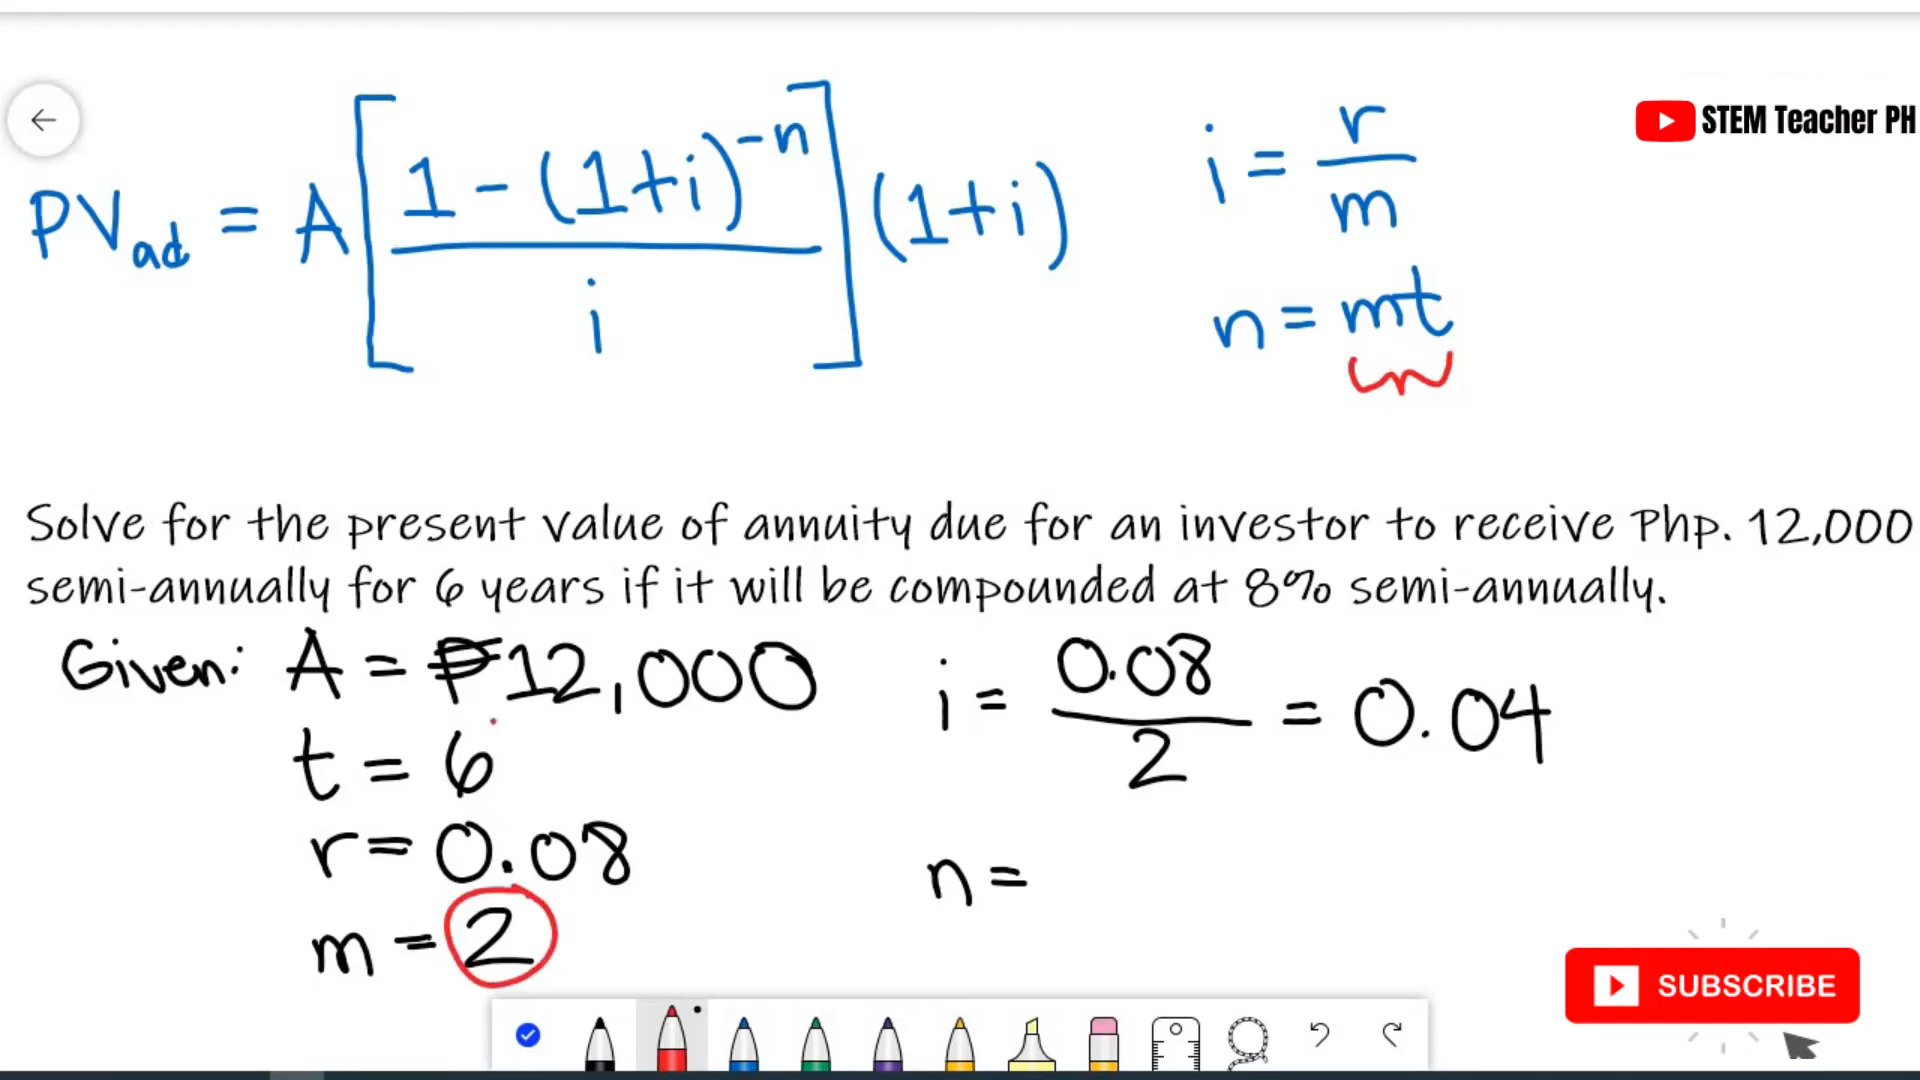 STEM Teacher PH
PV_ad = A [ (1 - (1+i)^-n) / i ] (1+i)
i = r/m
n = mt
Solve for the present value of annuity due for an investor to receive Php. 12,000
semi-annually for 6 years if it will be compounded at 8% semi-annually.
Given: A = ₱12,000
t = 6
r = 0.08
m = 2
i = 0.08/2 = 0.04
n =
SUBSCRIBE